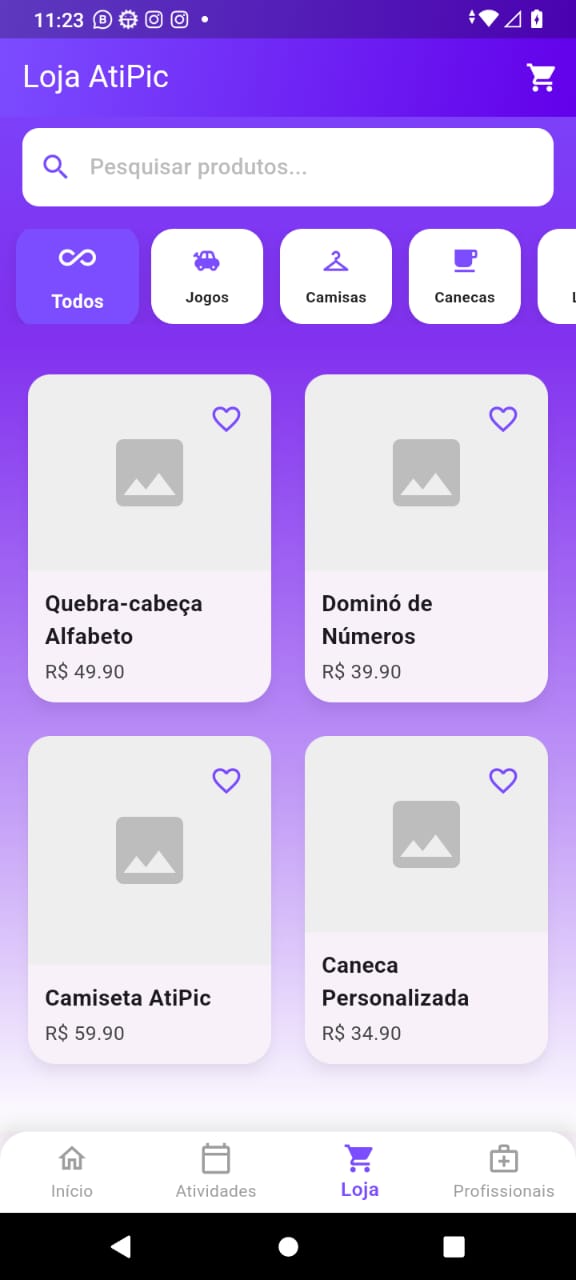 11:23
Loja AtiPic
Pesquisar produtos...
Todos
Jogos
Camisas
Canecas
Quebra-cabeça
Alfabeto
R$ 49.90
Dominó de
Números
R$ 39.90
Camiseta AtiPic
R$ 59.90
Caneca
Personalizada
R$ 34.90
Início
Atividades
Loja
Profissionais